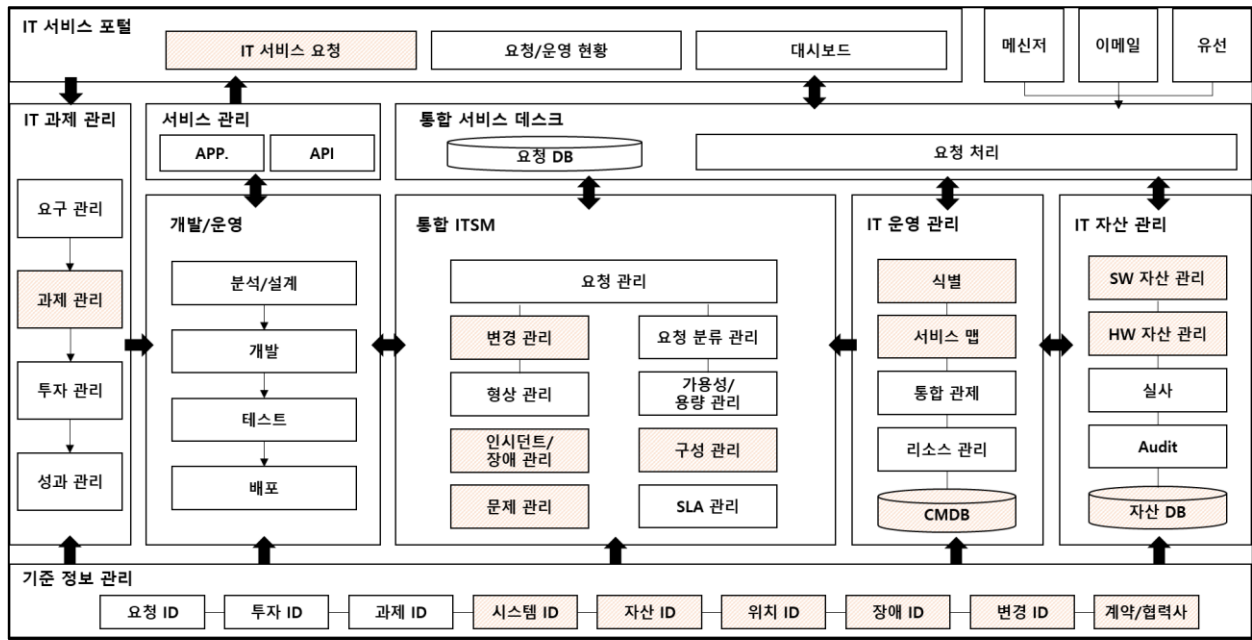 IT 서비스 포털
IT 서비스 요청
요청/운영 현황
대시보드
메신저
이메일
유선
IT 과제 관리
요구 관리
과제 관리
투자 관리
성과 관리
서비스 관리
APP.
API
통합 서비스 데스크
요청 DB
요청 처리
개발/운영
분석/설계
개발
테스트
배포
통합 ITSM
요청 관리
변경 관리
형상 관리
인시던트/
장애 관리
문제 관리
요청 분류 관리
가용성/
용량 관리
구성 관리
SLA 관리
IT 운영 관리
식별
서비스 맵
통합 관제
리소스 관리
CMDB
IT 자산 관리
SW 자산 관리
HW 자산 관리
실사
Audit
자산 DB
기준 정보 관리
요청 ID
투자 ID
과제 ID
시스템 ID
자산 ID
위치 ID
장애 ID
변경 ID
계약/협력사